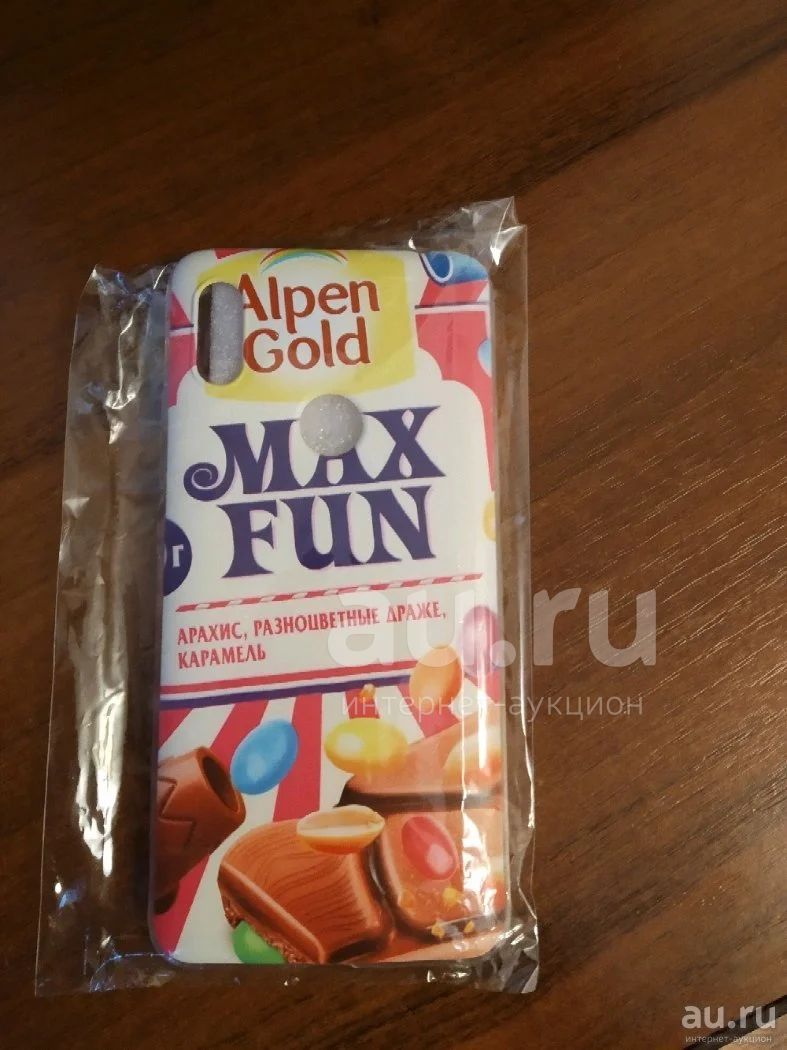 Alpen
Gold
MAX
FUN
г
АРАХИС, РАЗНОЦВЕТНЫЕ ДРАЖЕ,
КАРАМЕЛЬ
au.ru
интернет-аукцион
au.ru
интернет-аукцион